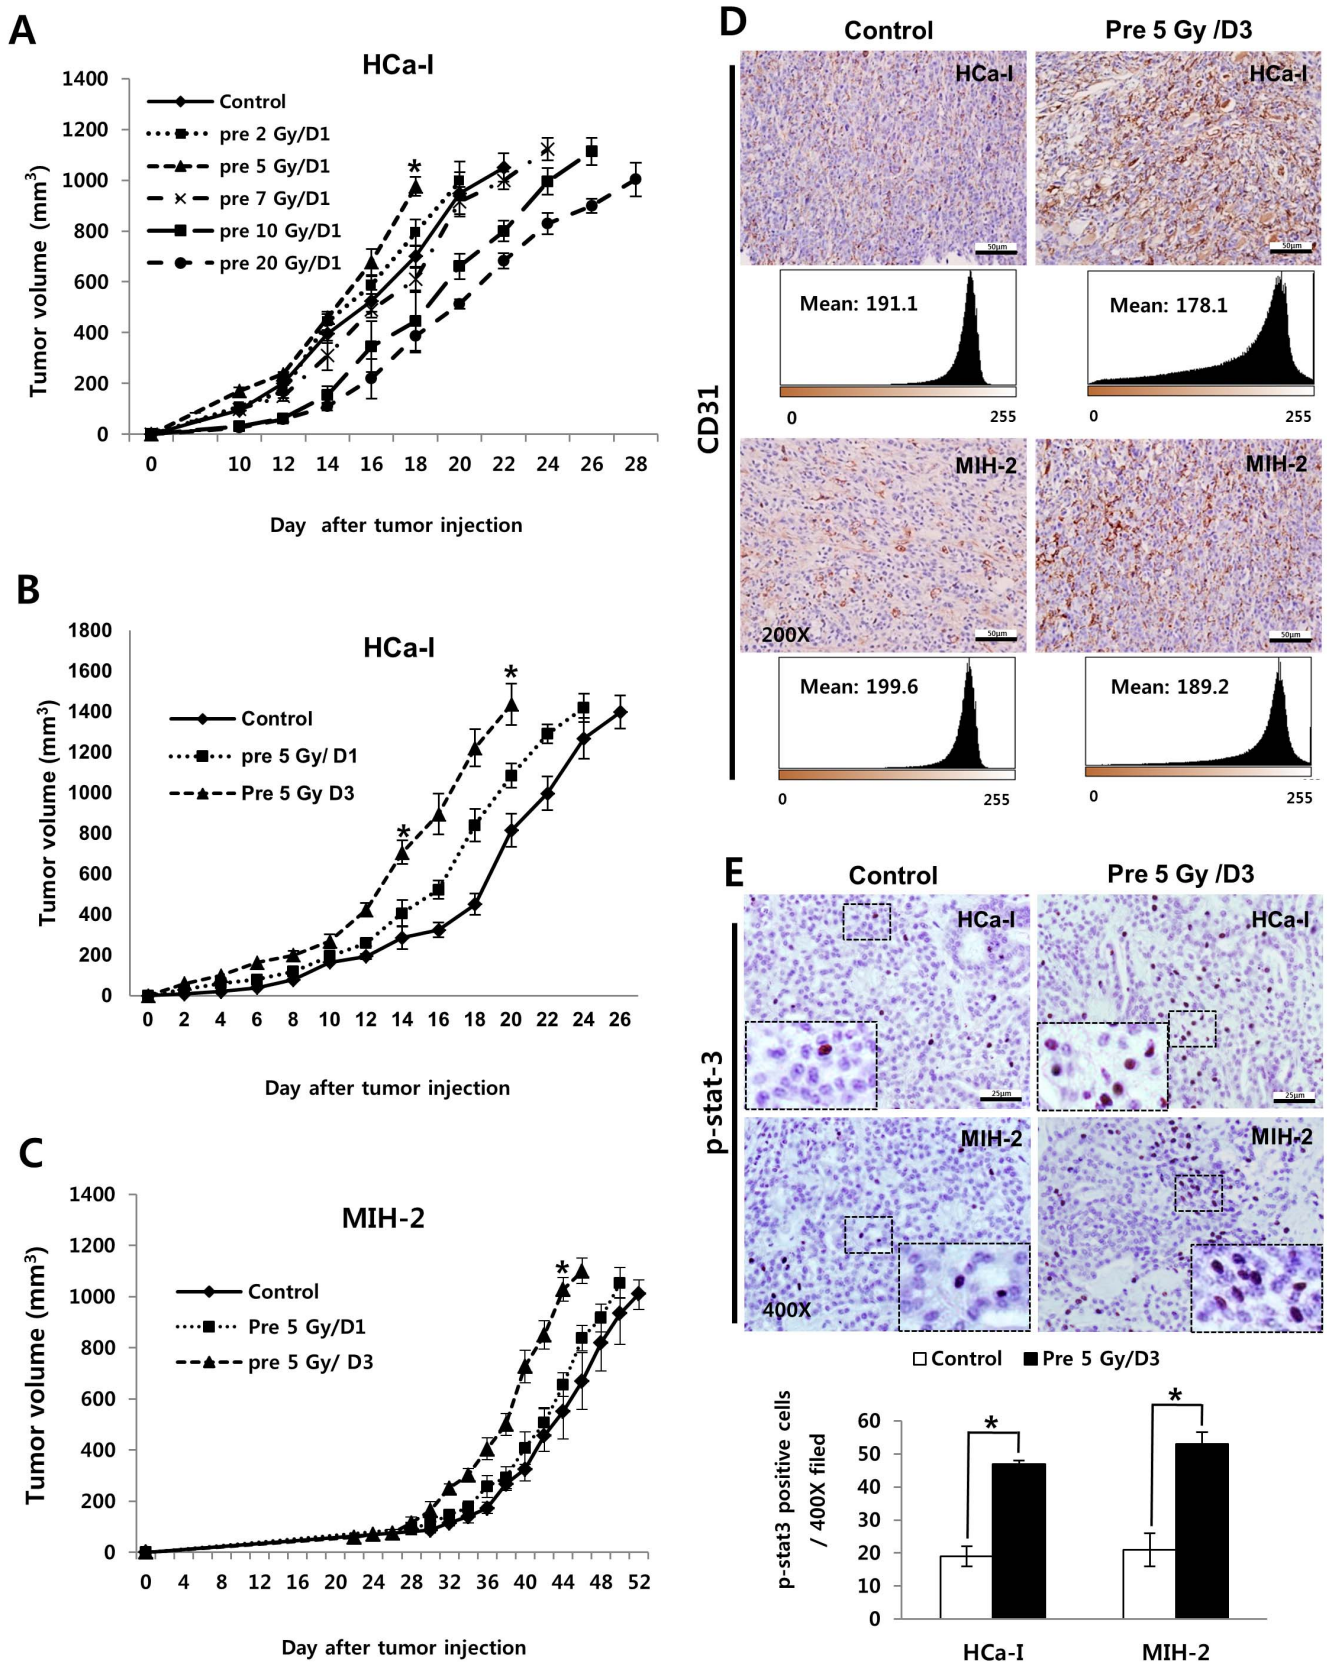 A
HCa-I
Tumor volume (mm3)
1400
1200
1000
800
600
400
200
0
Control
pre 2 Gy/D1
pre 5 Gy/D1
pre 7 Gy/D1
pre 10 Gy/D1
pre 20 Gy/D1
*
0 10 12 14 16 18 20 22 24 26 28
Day after tumor injection
B
HCa-I
Tumor volume (mm3)
1800
1600
1400
1200
1000
800
600
400
200
0
Control
pre 5 Gy/ D1
Pre 5 Gy D3
*
*
0 2 4 6 8 10 12 14 16 18 20 22 24 26
Day after tumor injection
C
MIH-2
Tumor volume (mm3)
1400
1200
1000
800
600
400
200
0
Control
Pre 5 Gy/D1
pre 5 Gy/ D3
*
0 4 8 12 16 20 24 28 32 36 40 44 48 52
Day after tumor injection
D
Control Pre 5 Gy /D3
CD31
HCa-I HCa-I
50μm 50μm
Mean: 191.1 Mean: 178.1
0 255 0 255
MIH-2 MIH-2
200X 50μm 50μm
Mean: 199.6 Mean: 189.2
0 255 0 255
E
Control Pre 5 Gy /D3
p-stat-3
HCa-I HCa-I
25μm 25μm
MIH-2 MIH-2
400X
Control Pre 5 Gy/D3
p-stat3 positive cells
/ 400X filed
60
50
40
30
20
10
0
* *
HCa-I MIH-2